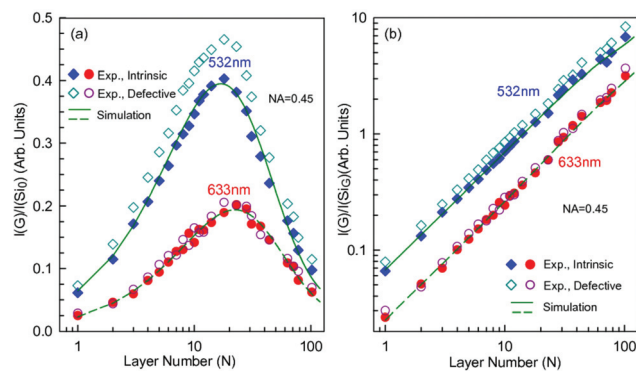 (a)
532nm
Exp., Intrinsic
Exp., Defective
Simulation
NA=0.45
633nm
I(G)/I(Si0) (Arb. Units)
0.5
0.4
0.3
0.2
0.1
0.0
1
10
100
Layer Number (N)
(b)
532nm
633nm
NA=0.45
Exp., Intrinsic
Exp., Defective
Simulation
I(G)/I(SiG)(Arb. Units)
10
1
0.1
1
10
100
Layer Number (N)